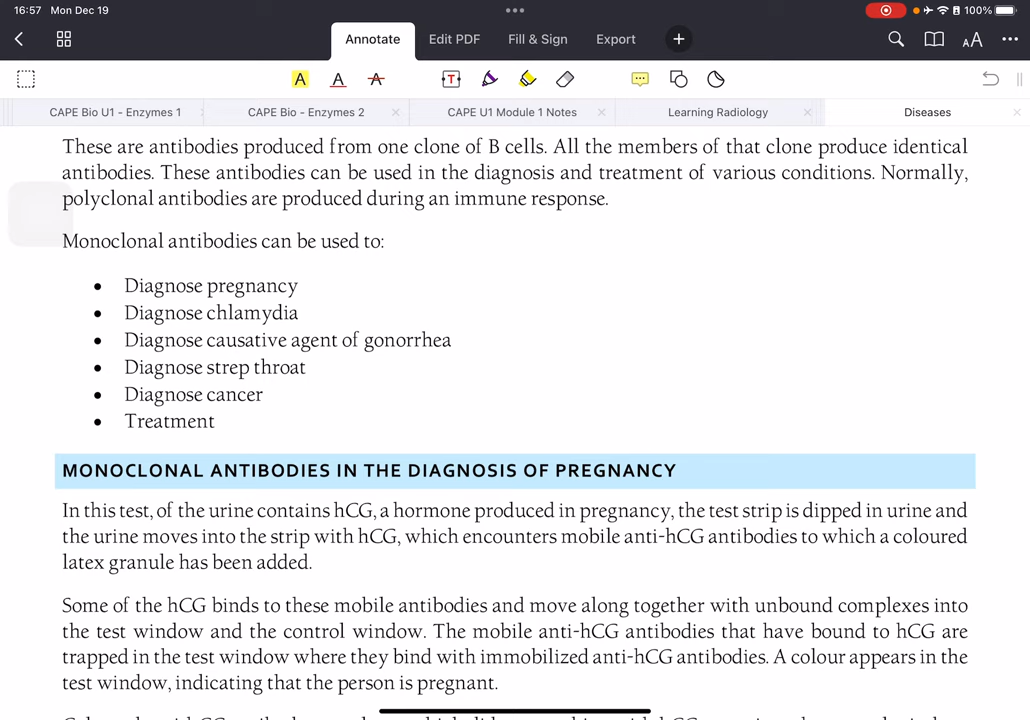 16:57 Mon Dec 19
100%
Annotate Edit PDF Fill & Sign Export
A A A T AA
CAPE Bio U1 - Enzymes 1 CAPE Bio - Enzymes 2 CAPE U1 Module 1 Notes Learning Radiology Diseases
These are antibodies produced from one clone of B cells. All the members of that clone produce identical
antibodies. These antibodies can be used in the diagnosis and treatment of various conditions. Normally,
polyclonal antibodies are produced during an immune response.
Monoclonal antibodies can be used to:
• Diagnose pregnancy
• Diagnose chlamydia
• Diagnose causative agent of gonorrhea
• Diagnose strep throat
• Diagnose cancer
• Treatment
MONOCLONAL ANTIBODIES IN THE DIAGNOSIS OF PREGNANCY
In this test, of the urine contains hCG, a hormone produced in pregnancy, the test strip is dipped in urine and
the urine moves into the strip with hCG, which encounters mobile anti-hCG antibodies to which a coloured
latex granule has been added.
Some of the hCG binds to these mobile antibodies and move along together with unbound complexes into
the test window and the control window. The mobile anti-hCG antibodies that have bound to hCG are
trapped in the test window where they bind with immobilized anti-hCG antibodies. A colour appears in the
test window, indicating that the person is pregnant.